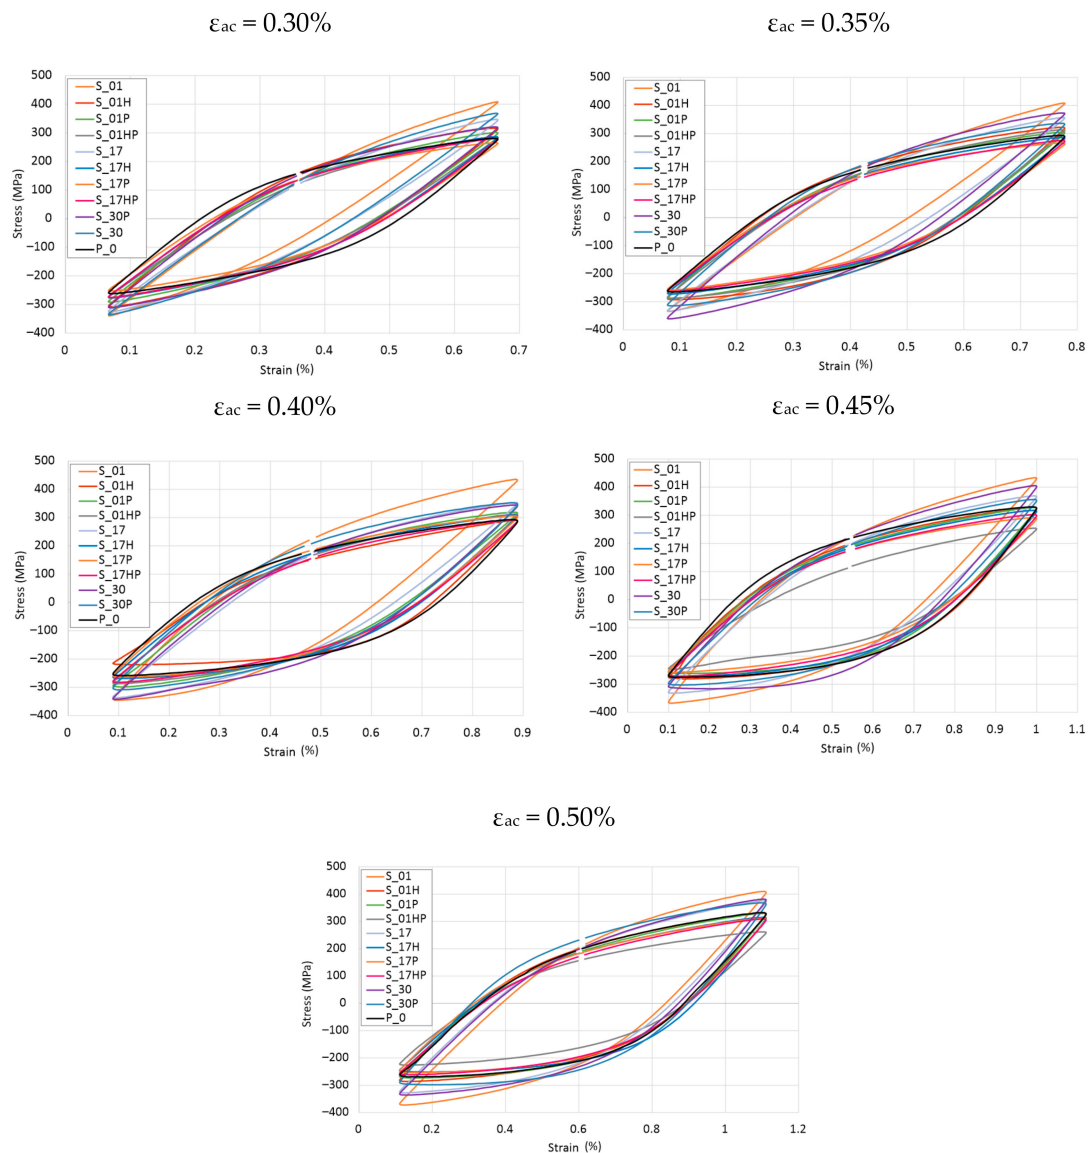 εac = 0.30%
500
400
300
200
100
0
−100
−200
−300
−400
Stress (MPa)
S_01
S_01H
S_01P
S_01HP
S_17
S_17H
S_17P
S_17HP
S_30P
S_30
P_0
0 0.1 0.2 0.3 0.4 0.5 0.6 0.7
Strain (%)
εac = 0.35%
500
400
300
200
100
0
−100
−200
−300
−400
Stress (MPa)
S_01
S_01H
S_01P
S_01HP
S_17
S_17H
S_17P
S_17HP
S_30
S_30P
P_0
0 0.1 0.2 0.3 0.4 0.5 0.6 0.7 0.8
Strain (%)
εac = 0.40%
500
400
300
200
100
0
−100
−200
−300
−400
Stress (MPa)
S_01
S_01H
S_01P
S_01HP
S_17
S_17H
S_17P
S_17HP
S_30
S_30P
P_0
0 0.1 0.2 0.3 0.4 0.5 0.6 0.7 0.8 0.9
Strain (%)
εac = 0.45%
500
400
300
200
100
0
−100
−200
−300
−400
Stress (MPa)
S_01
S_01H
S_01P
S_01HP
S_17
S_17H
S_17P
S_17HP
S_30
S_30P
0 0.1 0.2 0.3 0.4 0.5 0.6 0.7 0.8 0.9 1 1.1
Strain (%)
εac = 0.50%
500
400
300
200
100
0
−100
−200
−300
−400
Stress (MPa)
S_01
S_01H
S_01P
S_01HP
S_17
S_17H
S_17P
S_17HP
S_30
S_30P
P_0
0 0.2 0.4 0.6 0.8 1 1.2
Strain (%)